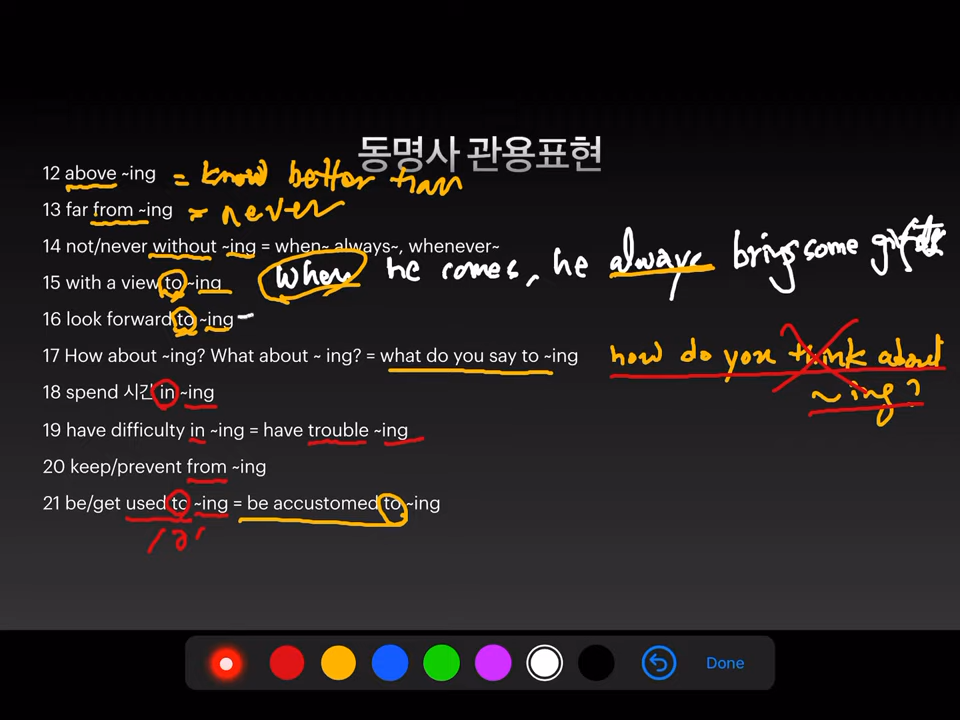 동명사 관용표현
12 above ~ing = know better than
13 far from ~ing = never
14 not/never without ~ing = when~ always~, whenever~
When he comes, he always brings some gifts
15 with a view to ~ing
16 look forward to ~ing
17 How about ~ing? What about ~ ing? = what do you say to ~ing how do you think about
~ing?
18 spend 시간 in ~ing
19 have difficulty in ~ing = have trouble ~ing
20 keep/prevent from ~ing
21 be/get used to ~ing = be accustomed to ~ing
Done